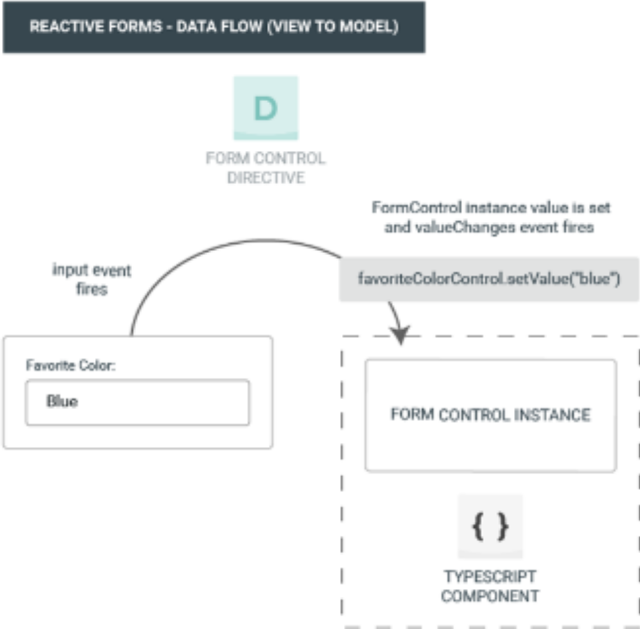 REACTIVE FORMS - DATA FLOW (VIEW TO MODEL)
D
FORM CONTROL
DIRECTIVE
FormControl instance value is set
and valueChanges event fires
input event
fires
favoriteColorControl.setValue("blue")
Favorite Color:
Blue
FORM CONTROL INSTANCE
{ }
TYPESCRIPT
COMPONENT